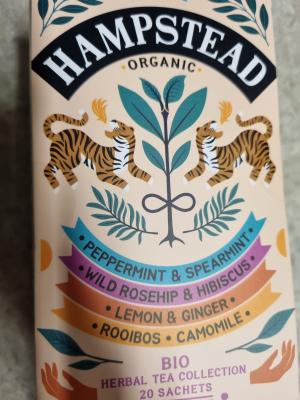 HAMPSTEAD
• ORGANIC •
• PEPPERMINT & SPEARMINT •
• WILD ROSEHIP & HIBISCUS •
• LEMON & GINGER •
• ROOIBOS • CAMOMILE •
BIO
HERBAL TEA COLLECTION
20 SACHETS